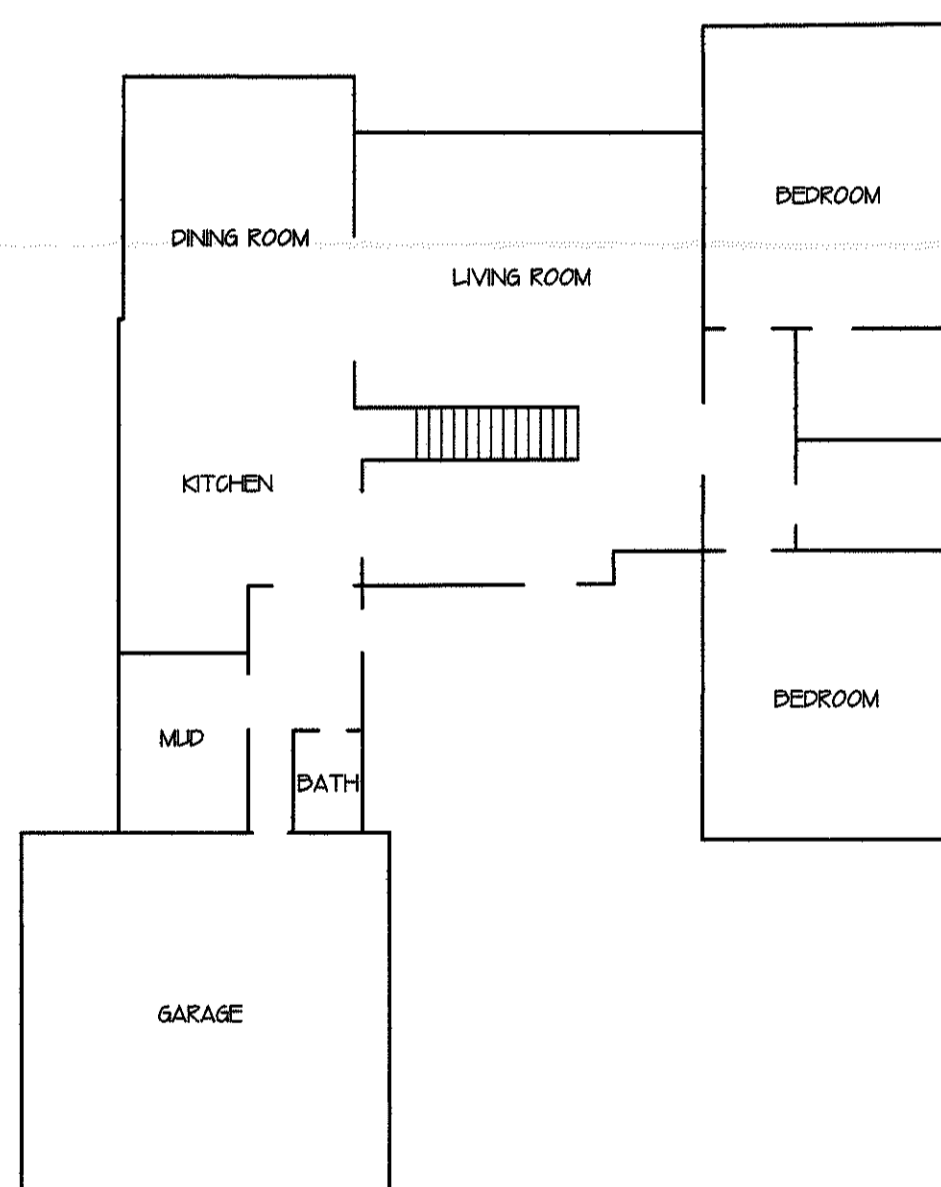 BEDROOM
DINING ROOM
LIVING ROOM
KITCHEN
BEDROOM
MUD
BATH
GARAGE